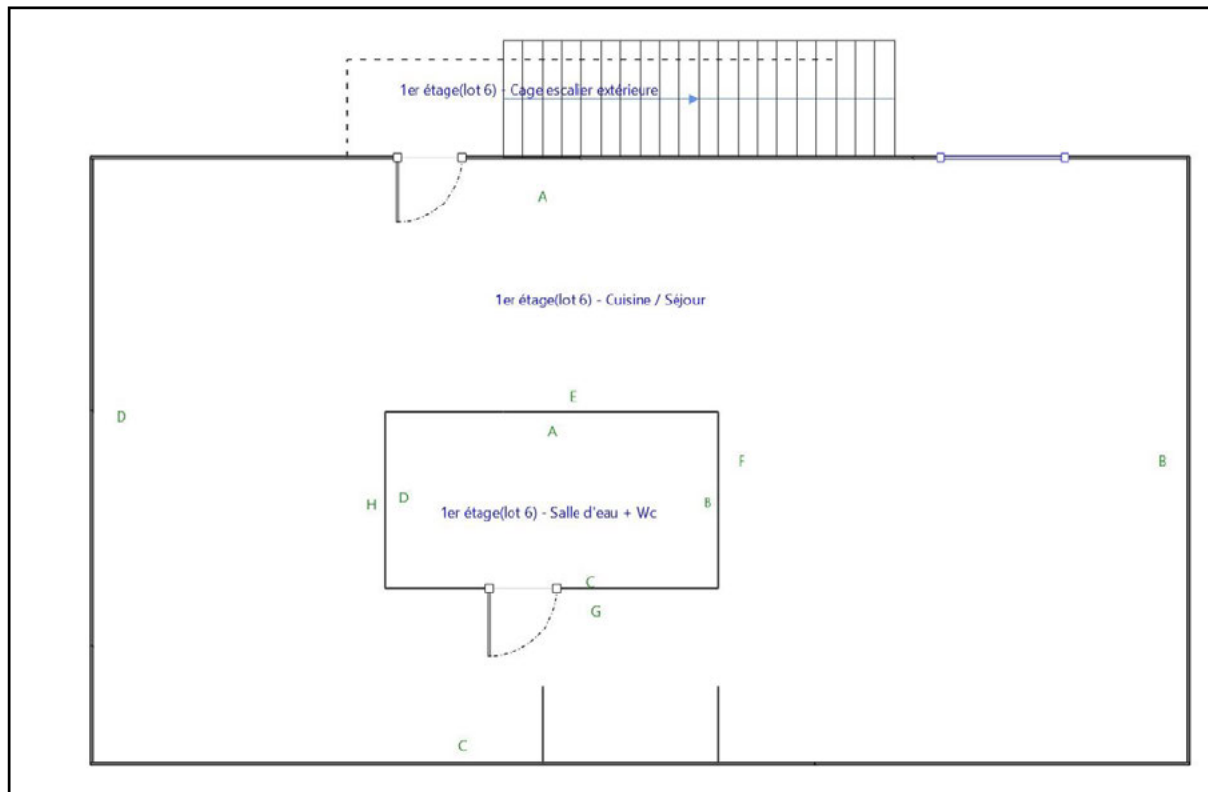 1er étage(lot 6) - Cage escalier extérieure
A
1er étage(lot 6) - Cuisine / Séjour
E
D
A
F
B
H
D
1er étage(lot 6) - Salle d'eau + Wc
B
C
G
C